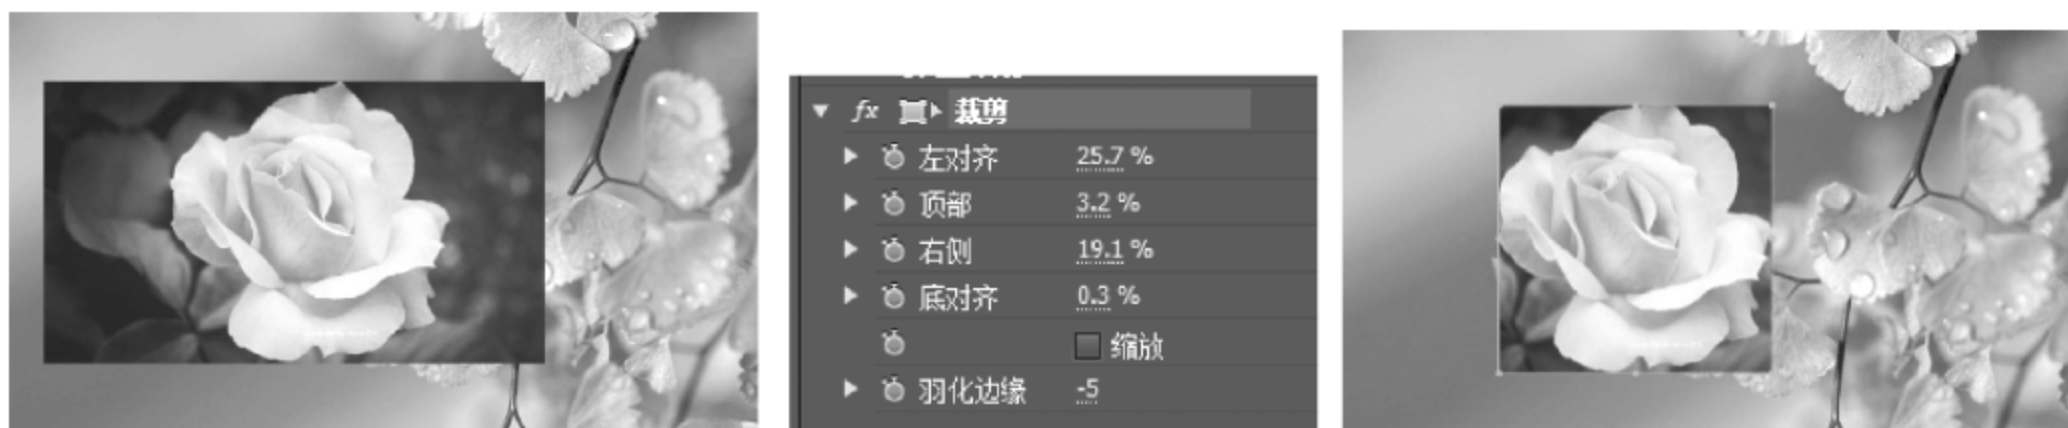 fx 裁剪
左对齐 25.7 %
顶部 3.2 %
右侧 19.1 %
底对齐 0.3 %
缩放
羽化边缘 -5